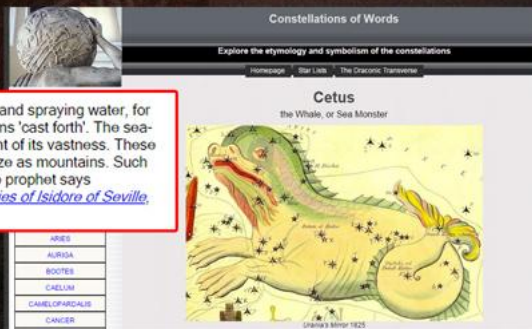 Constellations of Words
Explore the etymology and symbolism of the constellations
Homepage Star Lists The Draconic Transverse
Cetus
the Whale, or Sea Monster
and spraying water, for
ns 'cast forth'. The sea-
nt of its vastness. These
ze as mountains. Such
prophet says
ies of Isidore of Seville,
ARIES
AURIGA
BOOTES
CAELUM
CAMELOPARDALIS
CANCER
Urania's Mirror 1825